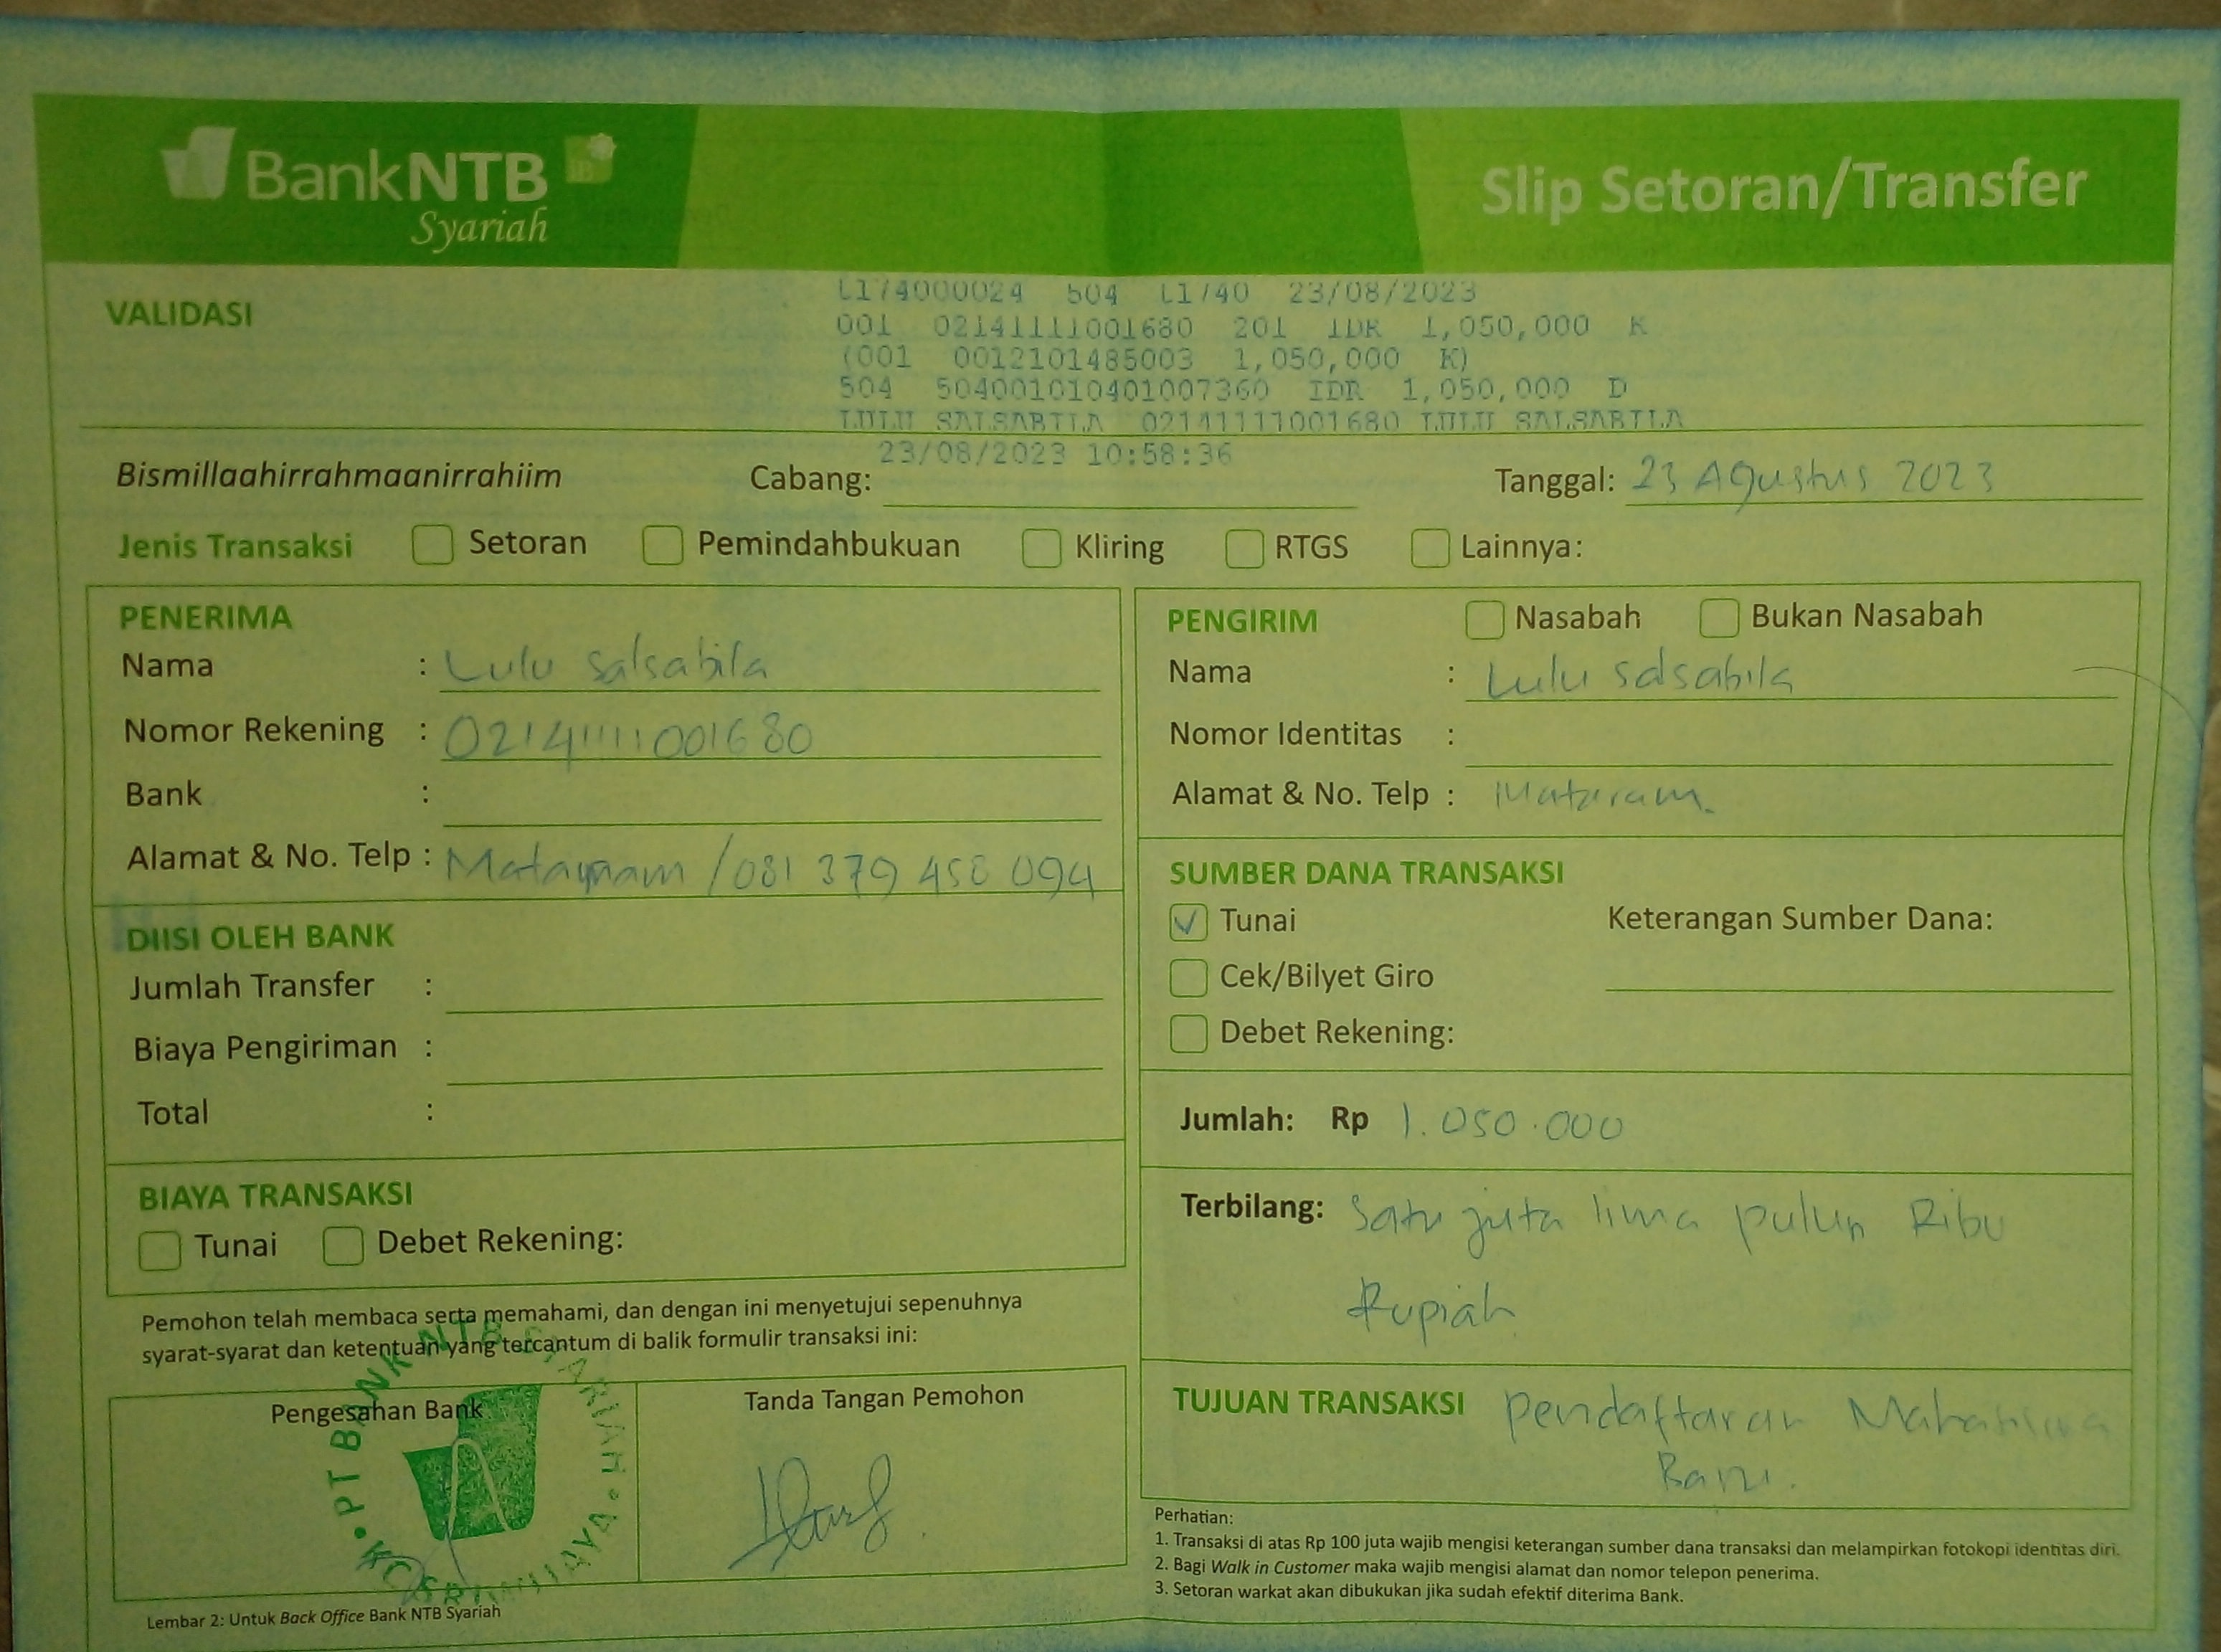 BankNTB
Syariah
Slip Setoran/Transfer
VALIDASI
L174000024 504 L1740 23/08/2023
001 02141111001680 201 IDR 1,050,000 K
(001 0012101485003 1,050,000 K)
504 504001010401007360 IDR 1,050,000 D
LULU SALSABILA 02141111001680 LULU SALSABILA
23/08/2023 10:58:36
Bismillaahirrahmaanirrahiim Cabang: Tanggal: 23 Agustus 2023
Jenis Transaksi Setoran Pemindahbukuan Kliring RTGS Lainnya:
PENERIMA
Nama : Lulu Salsabila
Nomor Rekening : 02141111001680
Bank :
Alamat & No. Telp : /081 379 458 094
DIISI OLEH BANK
Jumlah Transfer :
Biaya Pengiriman :
Total :
BIAYA TRANSAKSI
Tunai Debet Rekening:
Pemohon telah membaca serta memahami, dan dengan ini menyetujui sepenuhnya
syarat-syarat dan ketentuan yang tercantum di balik formulir transaksi ini:
Pengesahan Bank
PT BANK NTB SYARIAH
KC SRIWIJAYA
Tanda Tangan Pemohon
Lembar 2: Untuk Back Office Bank NTB Syariah
PENGIRIM Nasabah Bukan Nasabah
Nama : Lulu salsabila
Nomor Identitas :
Alamat & No. Telp : Mataram.
SUMBER DANA TRANSAKSI
Tunai Keterangan Sumber Dana:
Cek/Bilyet Giro
Debet Rekening:
Jumlah: Rp 1.050.000
Terbilang: Satu juta lima puluh Ribu
Rupiah
TUJUAN TRANSAKSI Pendaftaran Mahasiswa
Baru.
Perhatian:
1. Transaksi di atas Rp 100 juta wajib mengisi keterangan sumber dana transaksi dan melampirkan fotokopi identitas diri.
2. Bagi Walk in Customer maka wajib mengisi alamat dan nomor telepon penerima.
3. Setoran warkat akan dibukukan jika sudah efektif diterima Bank.